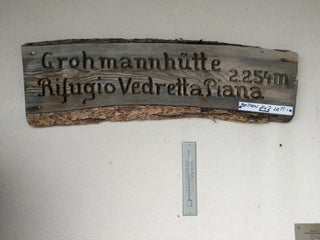 Grohmannhütte
2.254m
Rifugio Vedretta Piana